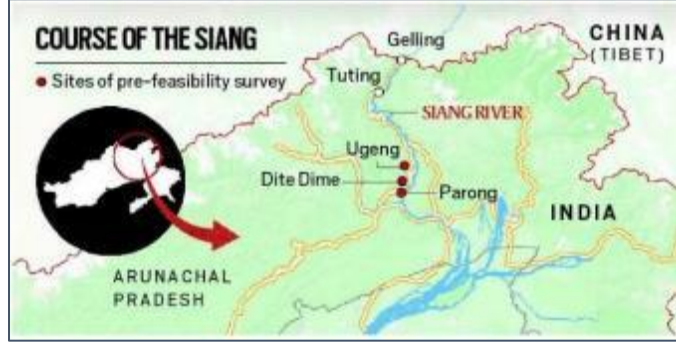 COURSE OF THE SIANG
• Sites of pre-feasibility survey
Gelling
CHINA
(TIBET)
Tuting
SIANG RIVER
Ugeng
Dite Dime
Parong
INDIA
ARUNACHAL
PRADESH